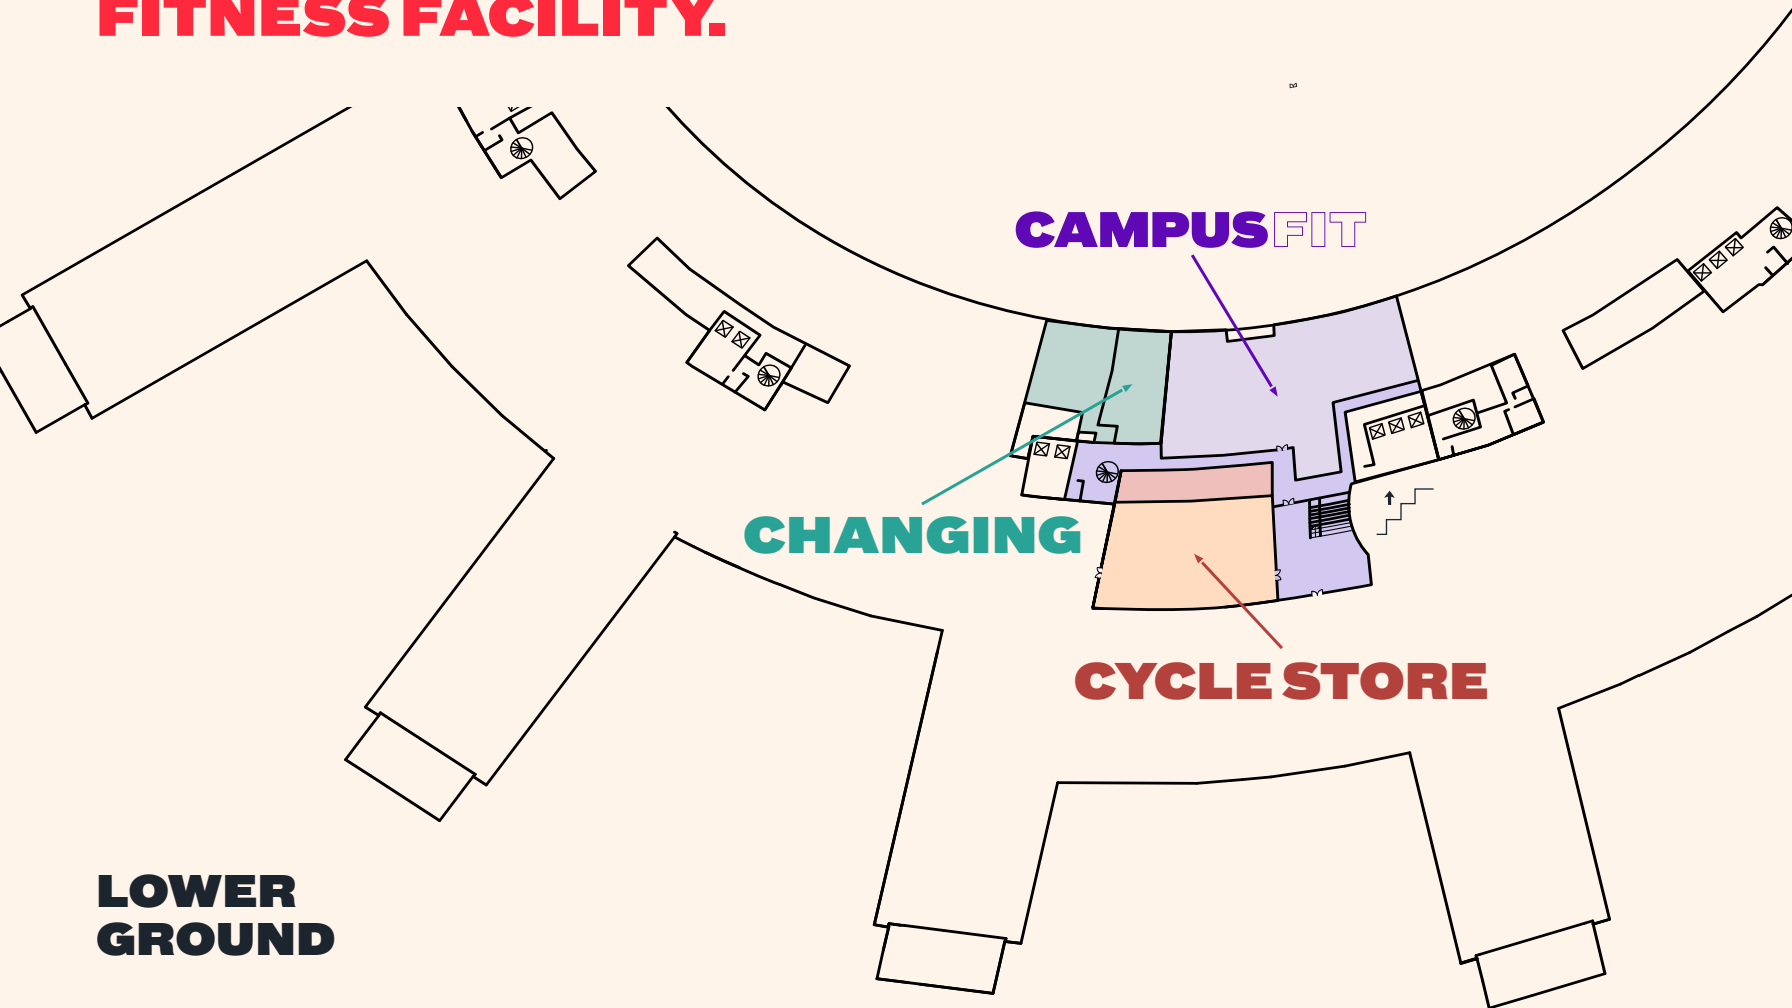 FITNESS FACILITY.
CAMPUSFIT
CHANGING
CYCLE STORE
LOWER
GROUND